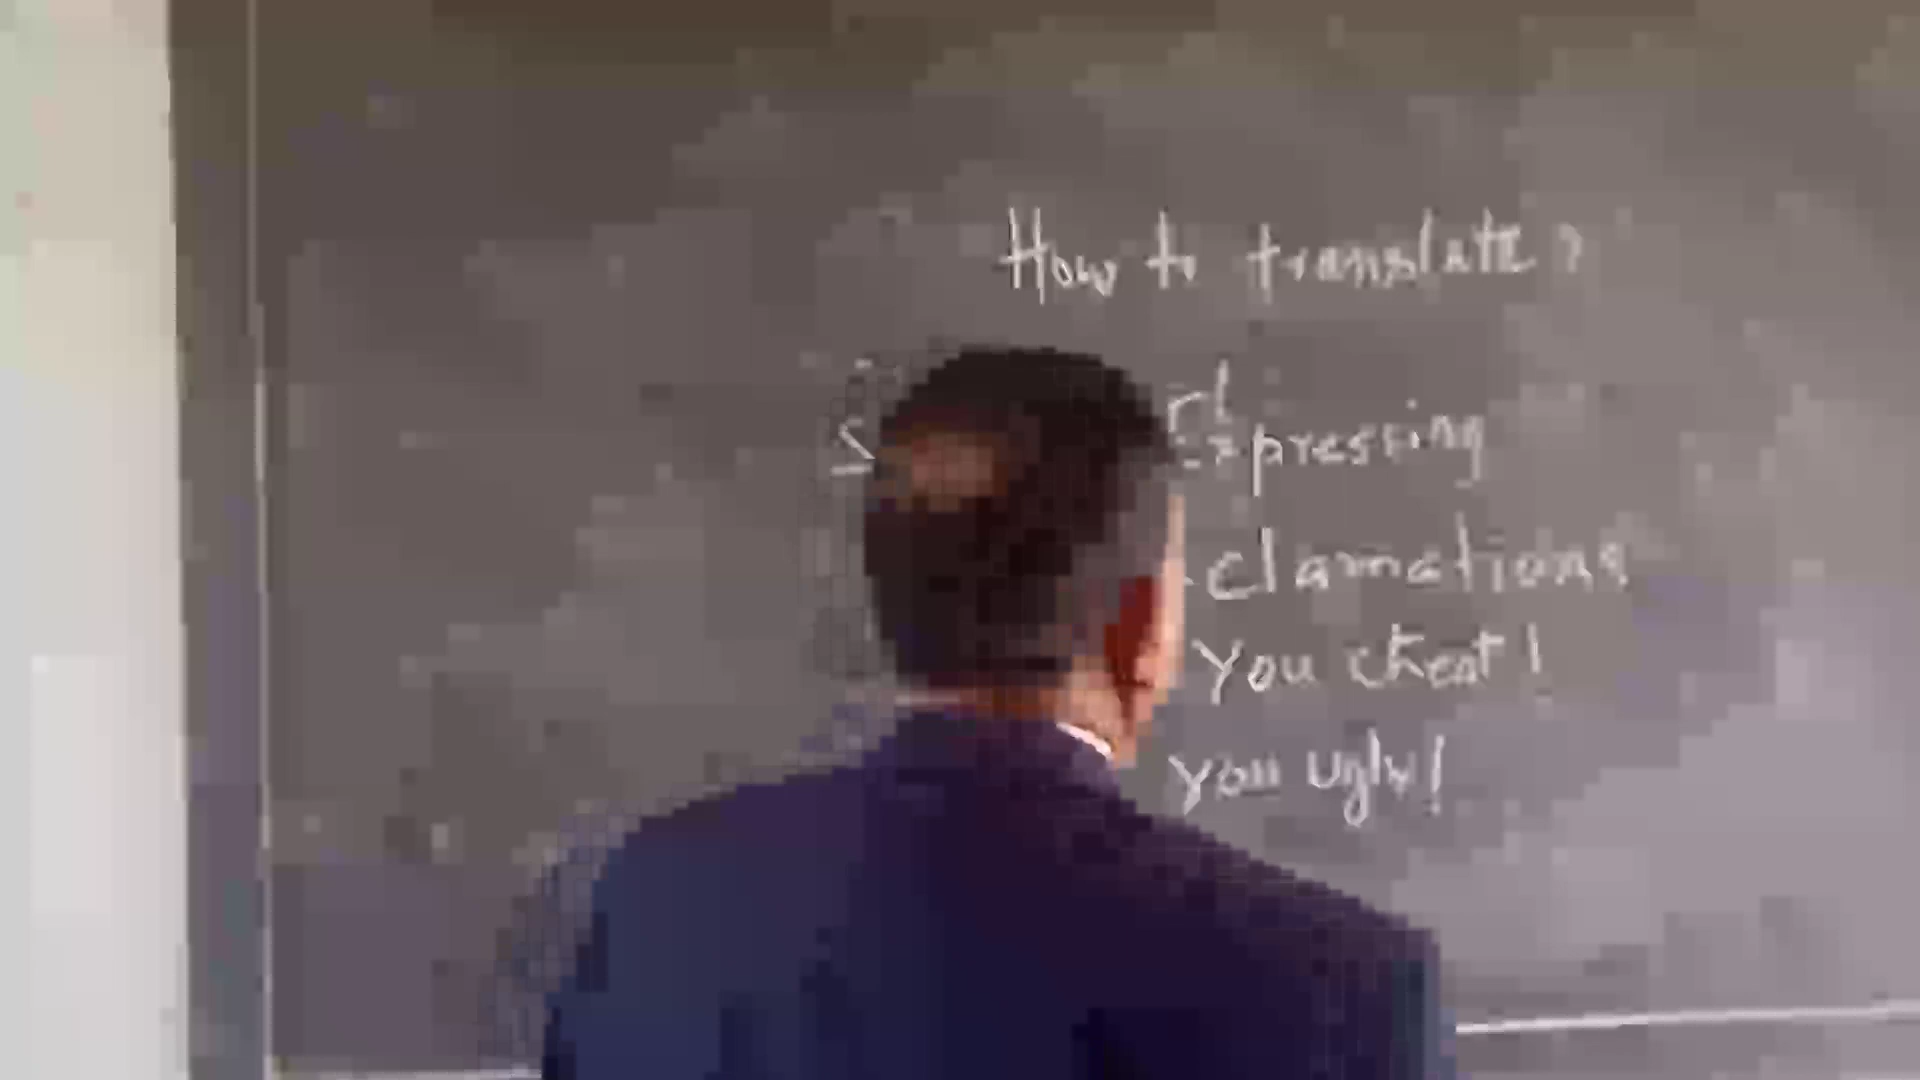 How to translate?
Expressing
clamations
You cheat!
you ugly!